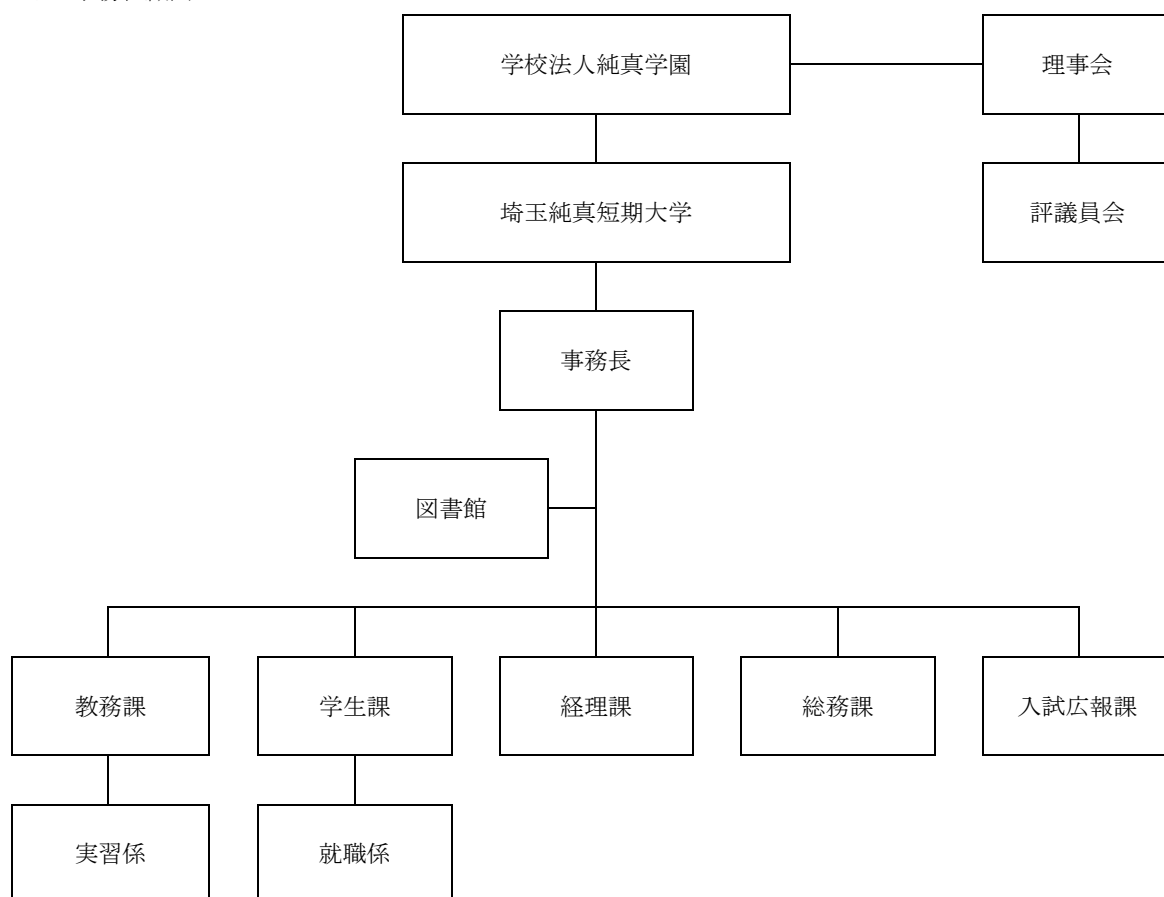 学校法人純真学園
理事会
埼玉純真短期大学
評議員会
事務長
図書館
教務課
学生課
経理課
総務課
入試広報課
実習係
就職係